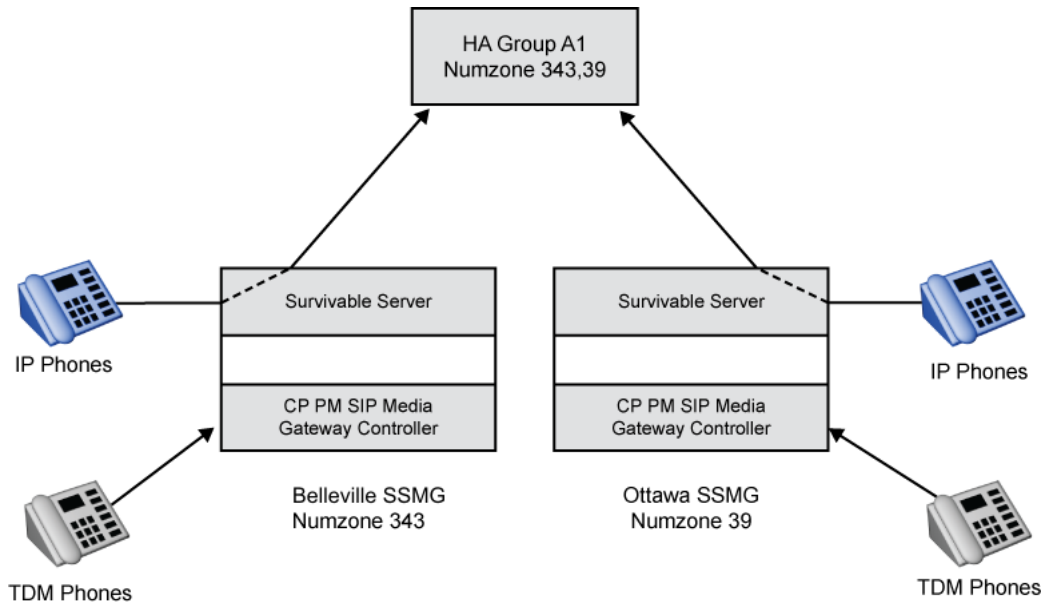 HA Group A1
Numzone 343,39
Survivable Server
Survivable Server
IP Phones
IP Phones
CP PM SIP Media
Gateway Controller
CP PM SIP Media
Gateway Controller
Belleville SSMG
Numzone 343
Ottawa SSMG
Numzone 39
TDM Phones
TDM Phones